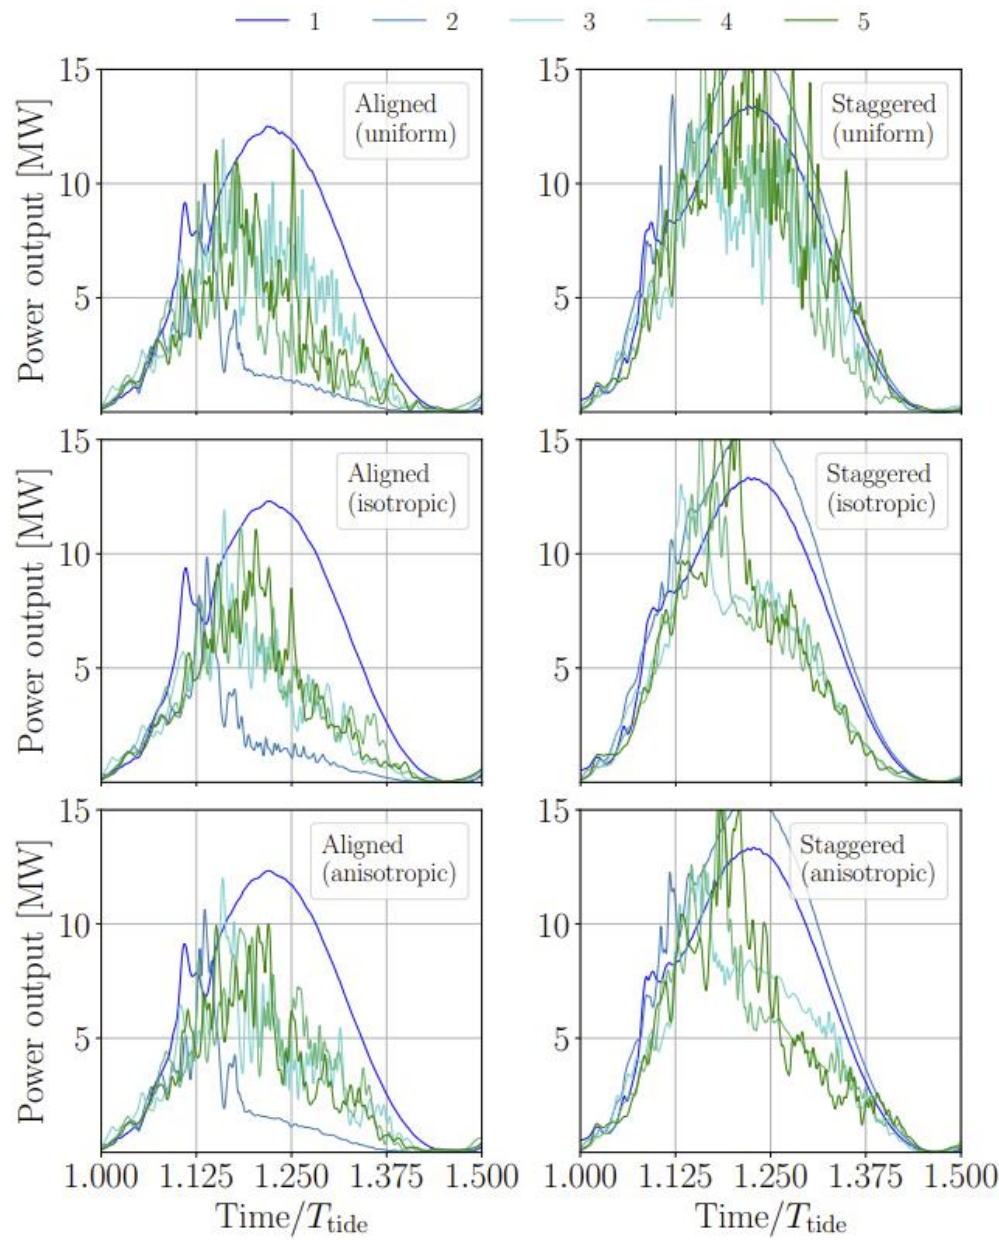 1 2 3 4 5
Power output [MW]
15
10
5
Aligned
(uniform)
15
10
5
Staggered
(uniform)
Power output [MW]
15
10
5
Aligned
(isotropic)
15
10
5
Staggered
(isotropic)
Power output [MW]
15
10
5
Aligned
(anisotropic)
15
10
5
Staggered
(anisotropic)
1.000 1.125 1.250 1.375 1.500
Time/T_tide
1.000 1.125 1.250 1.375 1.500
Time/T_tide